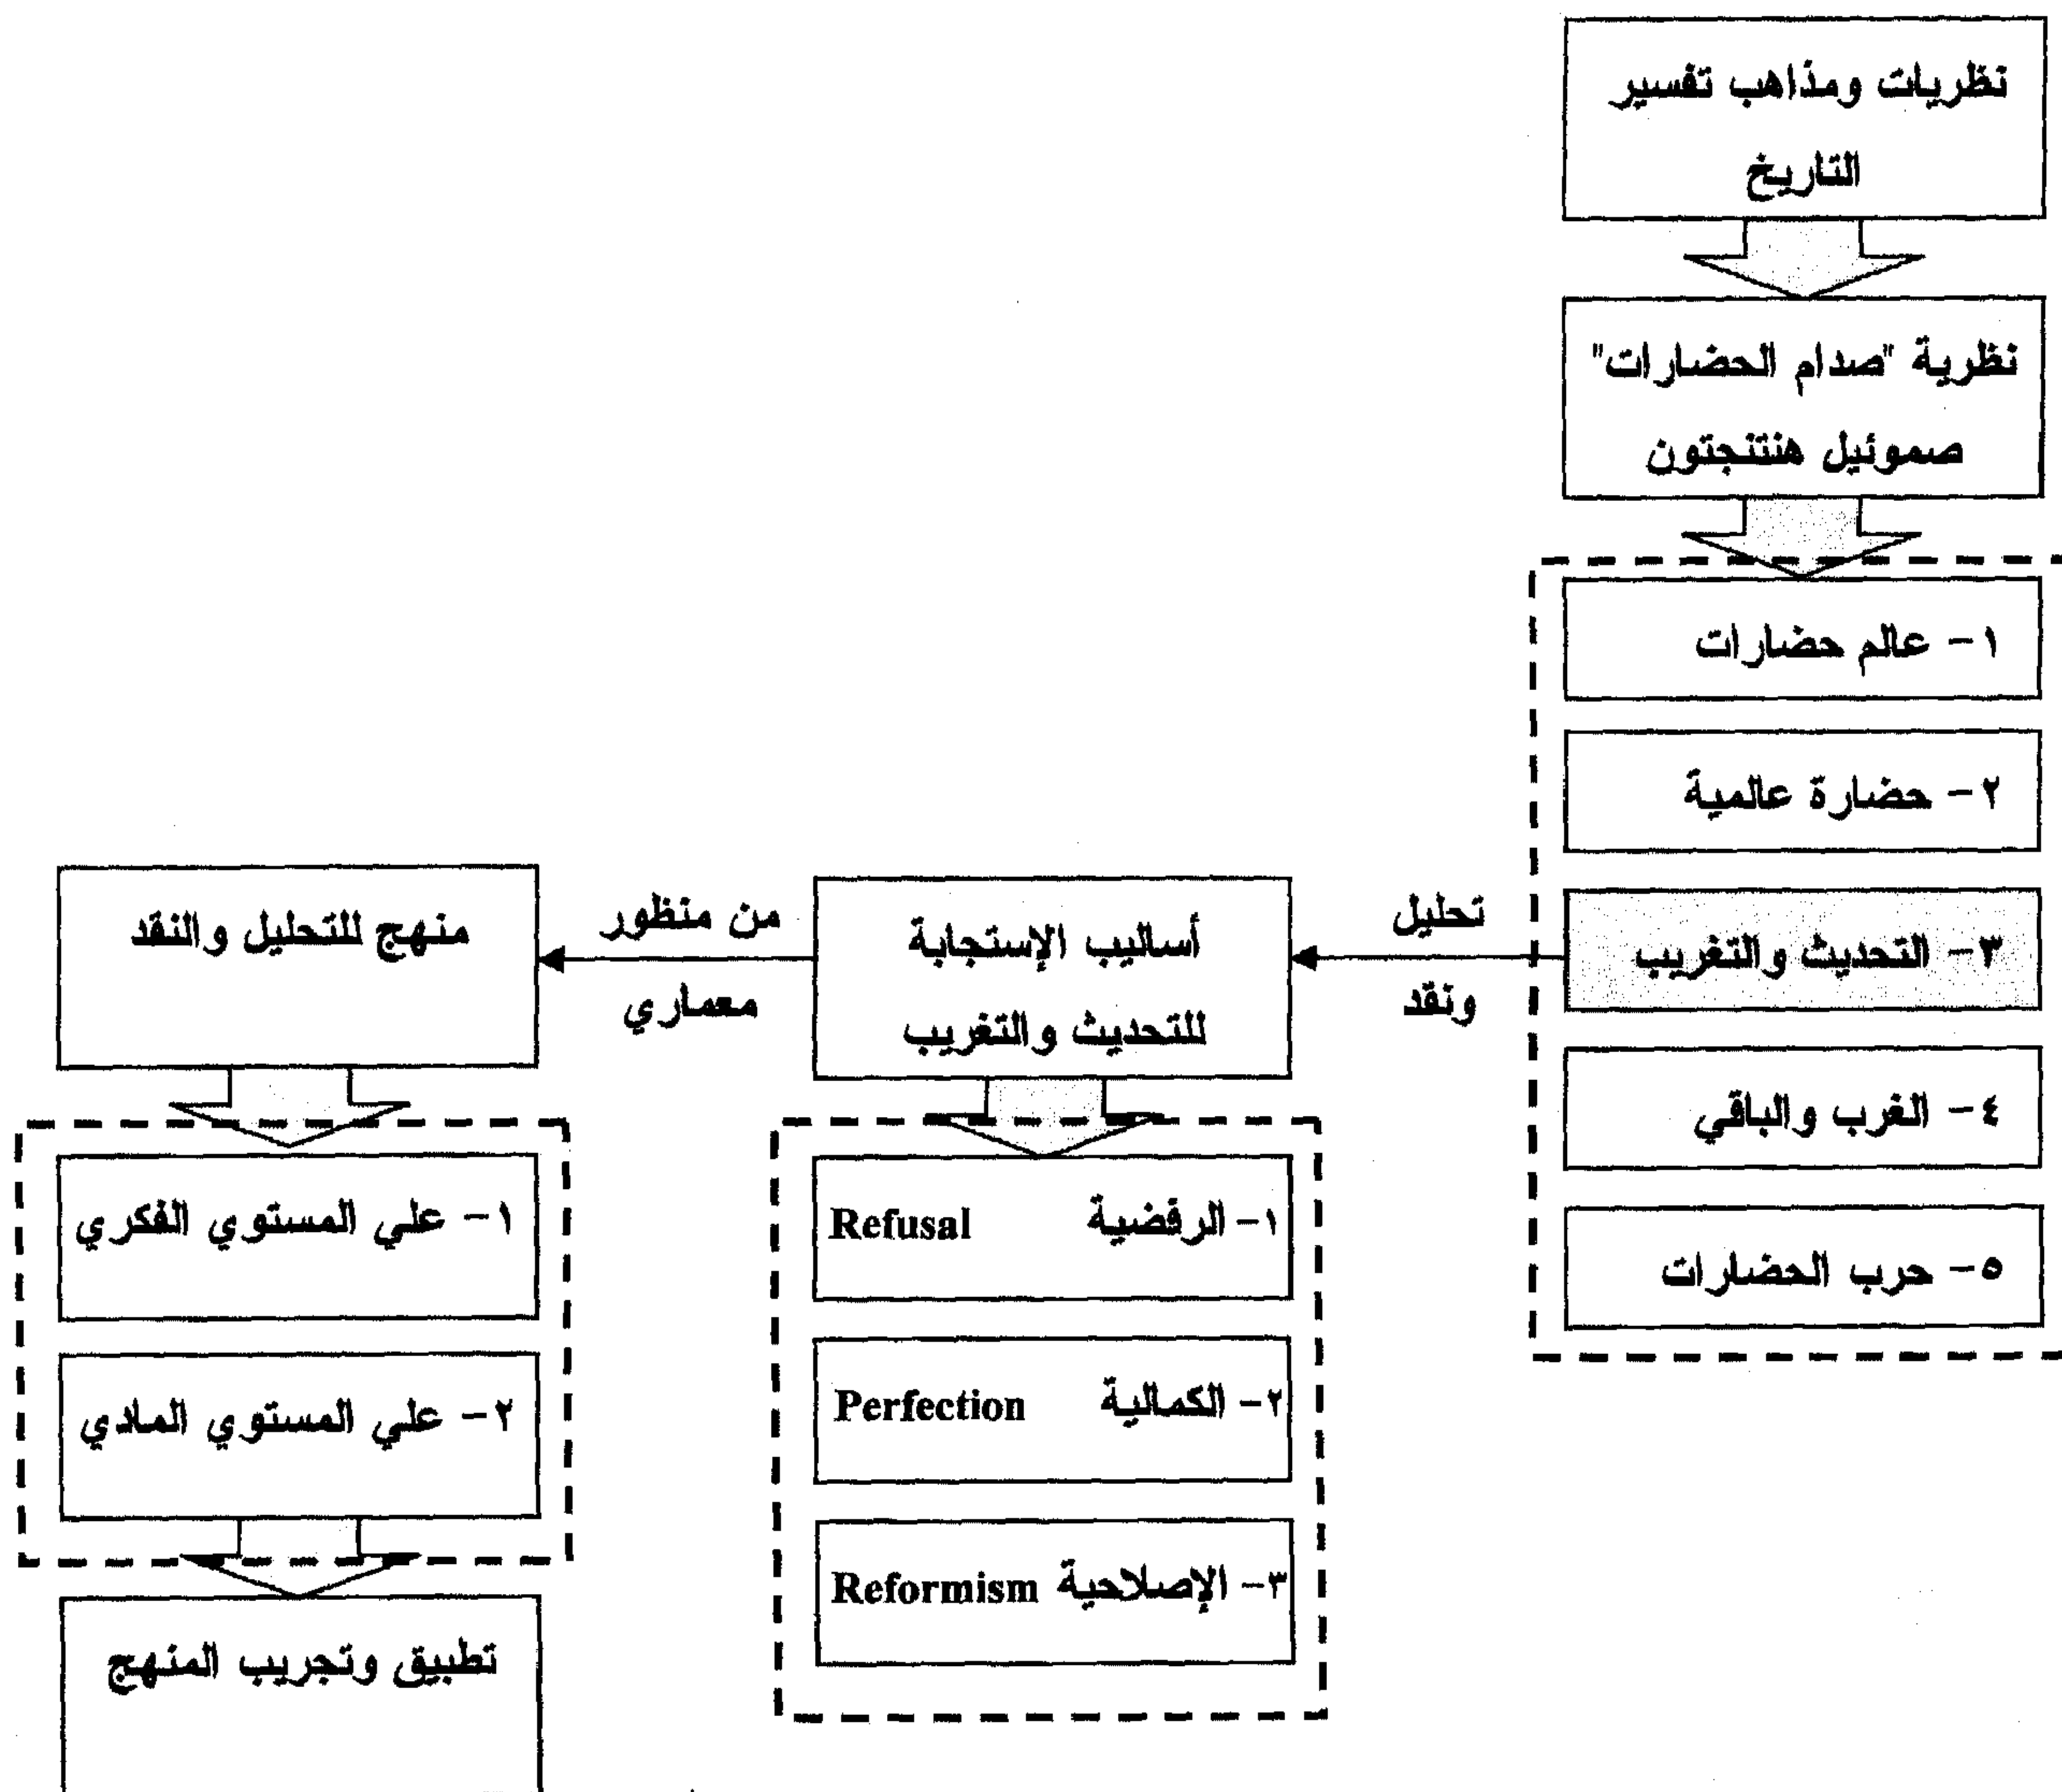 نظريات ومذاهب تفسير
التاريخ
نظرية "صدام الحضارات"
صموئيل هنتنجتون
١- عالم حضارات
٢- حضارة عالمية
٣- التحديث والتغريب
٤- الغرب والباقي
٥- حرب الحضارات
تحليل
ونقد
أساليب الإستجابة
للتحديث والتغريب
١- الرفضية Refusal
٢- الكمالية Perfection
٣- الإصلاحية Reformism
من منظور
معماري
منهج للتحليل والنقد
١- علي المستوي الفكري
٢- علي المستوي المادي
تطبيق وتجريب المنهج